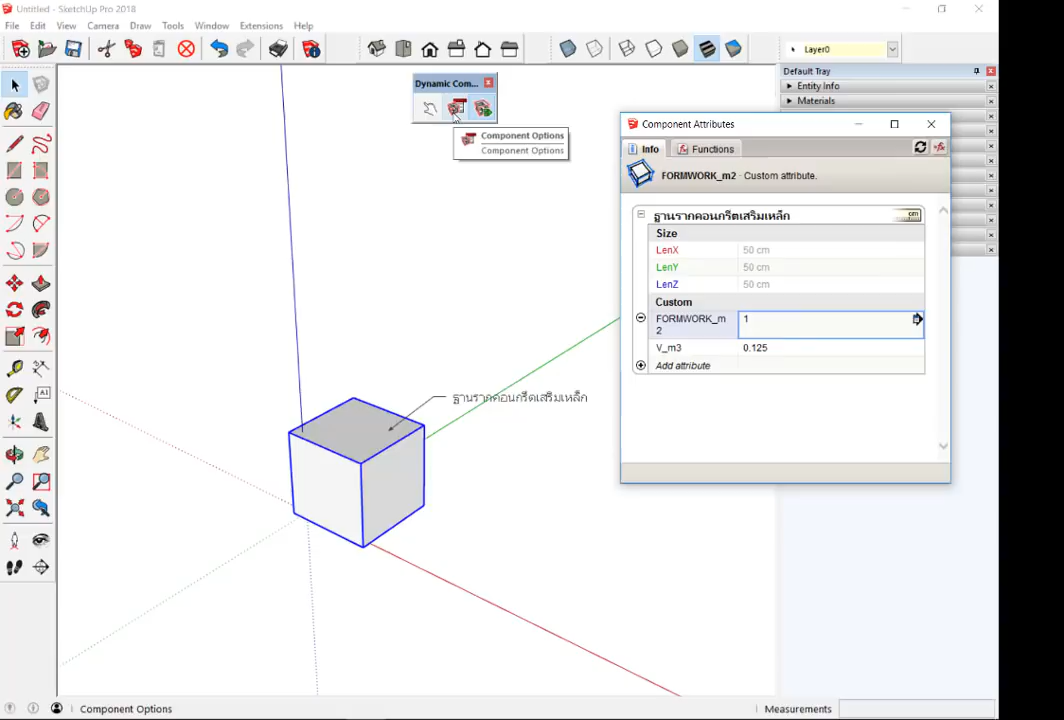 Untitled - SketchUp Pro 2018
File Edit View Camera Draw Tools Window Extensions Help
Layer0
Default Tray
Entity Info
Materials
Dynamic Com...
Component Options
Component Options
Component Attributes
Info Functions
FORMWORK_m2 - Custom attribute.
ฐานรากคอนกรีตเสริมเหล็ก cm
Size
LenX 50 cm
LenY 50 cm
LenZ 50 cm
Custom
FORMWORK_m 1
2
V_m3 0.125
Add attribute
ฐานรากคอนกรีตเสริมเหล็ก
A1
Component Options
Measurements